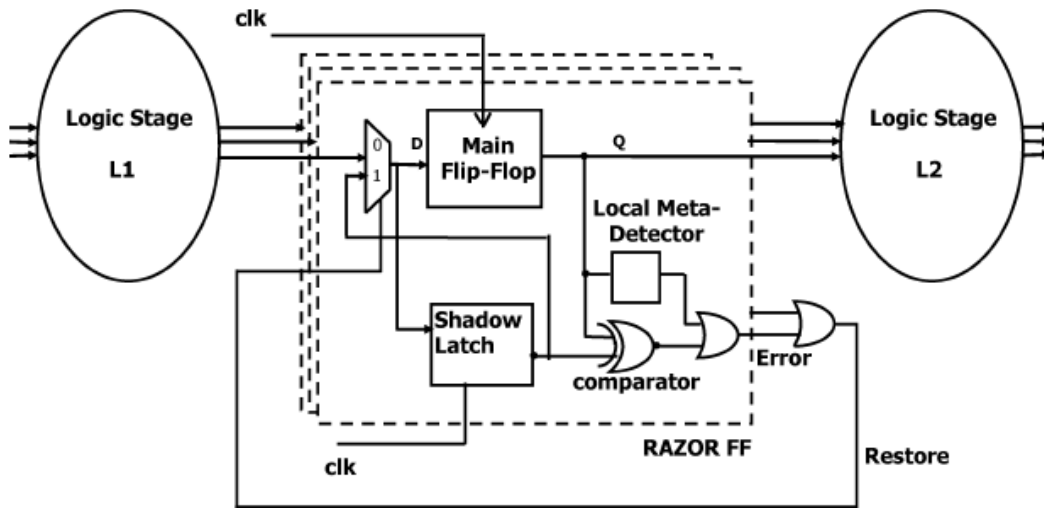 clk
Logic Stage
L1
0
1
D
Main
Flip-Flop
Q
Logic Stage
L2
Local Meta-
Detector
Shadow
Latch
comparator
Error
RAZOR FF
Restore
clk